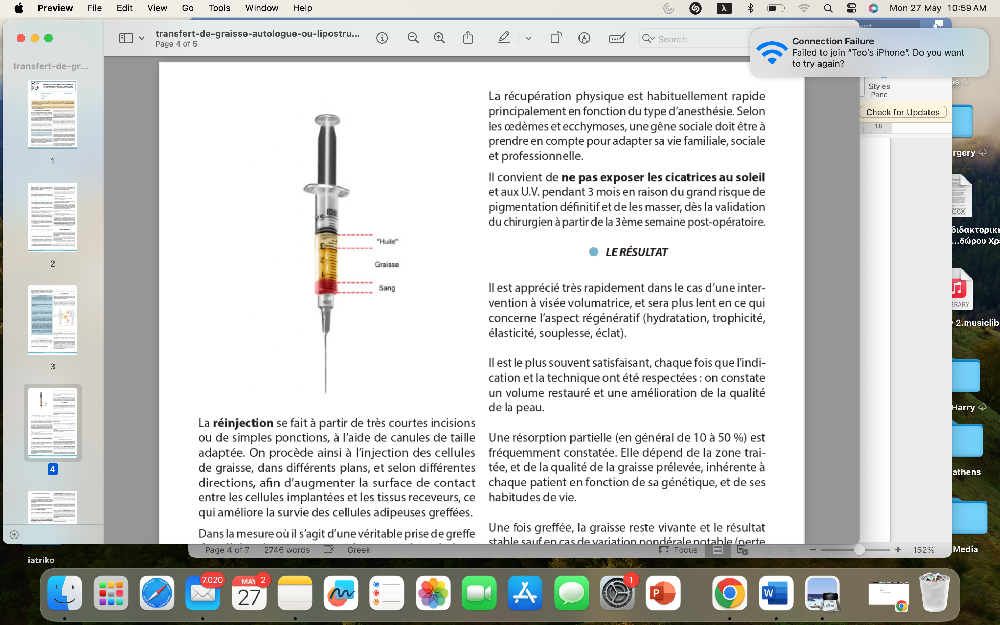 Preview File Edit View Go Tools Window Help
Mon 27 May 10:59 AM
transfert-de-graisse-autologue-ou-lipostru...
Page 4 of 5
Search
Connection Failure
Failed to join “Teo’s iPhone”. Do you want
to try again?
transfert-de-gr...
TRANSFERT DE GRAISSE AUTOLOGUE
1
2
3
4
"Huile"
Graisse
Sang
La réinjection se fait à partir de très courtes incisions
ou de simples ponctions, à l’aide de canules de taille
adaptée. On procède ainsi à l’injection des cellules
de graisse, dans différents plans, et selon différentes
directions, afin d’augmenter la surface de contact
entre les cellules implantées et les tissus receveurs, ce
qui améliore la survie des cellules adipeuses greffées.
Dans la mesure où il s’agit d’une véritable prise de greffe
La récupération physique est habituellement rapide
principalement en fonction du type d’anesthésie. Selon
les œdèmes et ecchymoses, une gêne sociale doit être à
prendre en compte pour adapter sa vie familiale, sociale
et professionnelle.
Il convient de ne pas exposer les cicatrices au soleil
et aux U.V. pendant 3 mois en raison du grand risque de
pigmentation définitif et de les masser, dès la validation
du chirurgien à partir de la 3ème semaine post-opératoire.
LE RÉSULTAT
Il est apprécié très rapidement dans le cas d’une inter-
vention à visée volumatrice, et sera plus lent en ce qui
concerne l’aspect régénératif (hydratation, trophicité,
élasticité, souplesse, éclat).
Il est le plus souvent satisfaisant, chaque fois que l’indi-
cation et la technique ont été respectées : on constate
un volume restauré et une amélioration de la qualité
de la peau.
Une résorption partielle (en général de 10 à 50 %) est
fréquemment constatée. Elle dépend de la zone trai-
tée, et de la qualité de la graisse prélevée, inhérente à
chaque patient en fonction de sa génétique, et de ses
habitudes de vie.
Une fois greffée, la graisse reste vivante et le résultat
stable sauf en cas de variation pondérale notable (perte
Styles
Pane
Check for Updates
18
rgery
OCX
διδακτορική
...δώρου Χρ
BRARY
2.musiclibr
Harry
athens
Media
Page 4 of 7 2746 words Greek Focus 152%
iatriko
7.020
MAY 2
27
1
P
W